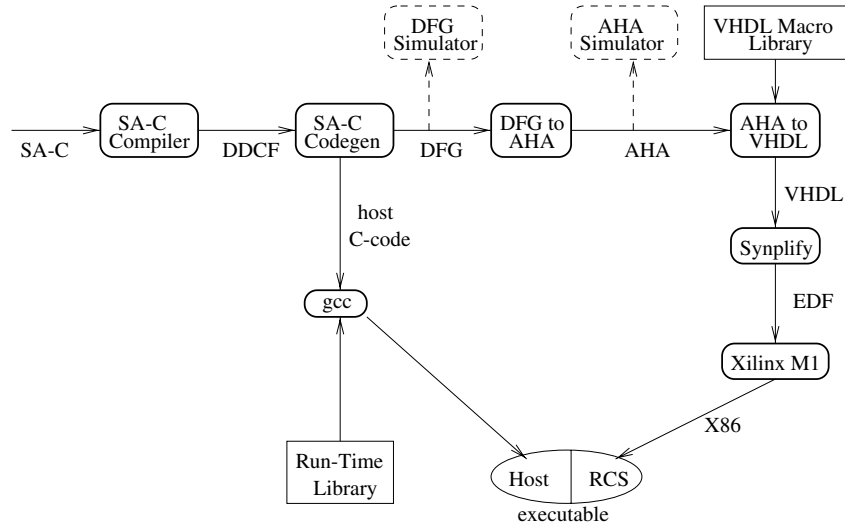 DFG
Simulator
AHA
Simulator
VHDL Macro
Library
SA-C
SA-C
Compiler
DDCF
SA-C
Codegen
DFG
DFG to
AHA
AHA
AHA to
VHDL
VHDL
host
C-code
Synplify
gcc
EDF
Xilinx M1
X86
Run-Time
Library
Host
RCS
executable